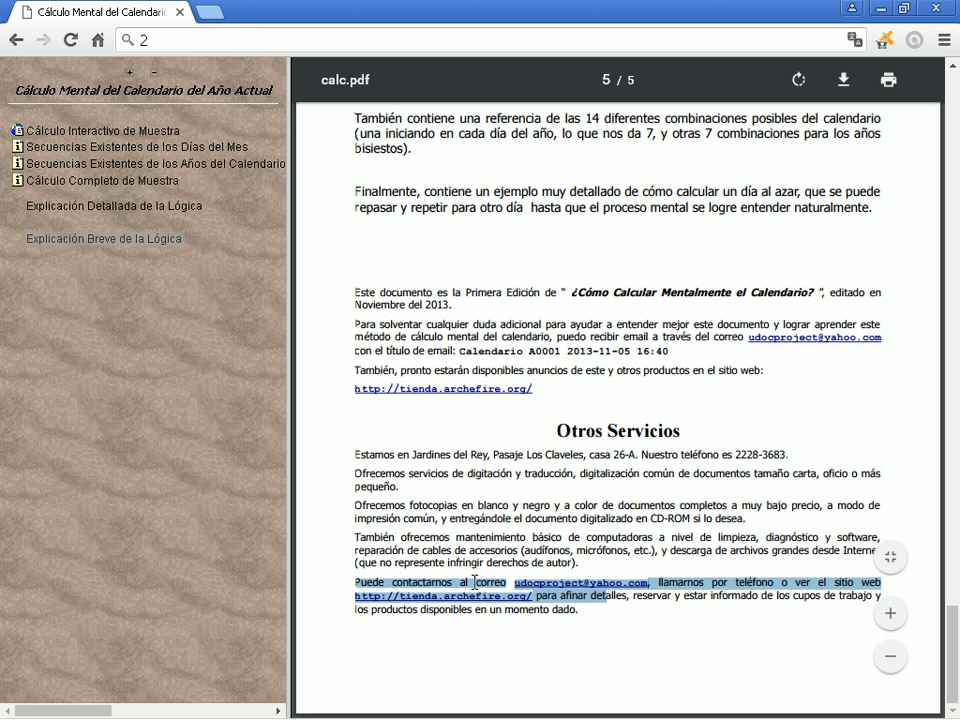 Cálculo Mental del Calendario
2
+ −
Cálculo Mental del Calendario del Año Actual
Cálculo Interactivo de Muestra
Secuencias Existentes de los Días del Mes
Secuencias Existentes de los Años del Calendario
Cálculo Completo de Muestra
Explicación Detallada de la Lógica
Explicación Breve de la Lógica
calc.pdf
5 / 5
También contiene una referencia de las 14 diferentes combinaciones posibles del calendario
(una iniciando en cada día del año, lo que nos da 7, y otras 7 combinaciones para los años
bisiestos).
Finalmente, contiene un ejemplo muy detallado de cómo calcular un día al azar, que se puede
repasar y repetir para otro día hasta que el proceso mental se logre entender naturalmente.
Este documento es la Primera Edición de “ ¿Cómo Calcular Mentalmente el Calendario? ”, editado en
Noviembre del 2013.
Para solventar cualquier duda adicional para ayudar a entender mejor este documento y lograr aprender este
método de cálculo mental del calendario, puedo recibir email a través del correo udocproject@yahoo.com
con el título de email: Calendario A0001 2013-11-05 16:40
También, pronto estarán disponibles anuncios de este y otros productos en el sitio web:
http://tienda.archefire.org/
Otros Servicios
Estamos en Jardines del Rey, Pasaje Los Claveles, casa 26-A. Nuestro teléfono es 2228-3683.
Ofrecemos servicios de digitación y traducción, digitalización común de documentos tamaño carta, oficio o más
pequeño.
Ofrecemos fotocopias en blanco y negro y a color de documentos completos a muy bajo precio, a modo de
impresión común, y entregándole el documento digitalizado en CD-ROM si lo desea.
También ofrecemos mantenimiento básico de computadoras a nivel de limpieza, diagnóstico y software,
reparación de cables de accesorios (audífonos, micrófonos, etc.), y descarga de archivos grandes desde Internet
(que no represente infringir derechos de autor).
Puede contactarnos al correo udocproject@yahoo.com, llamarnos por teléfono o ver el sitio web
http://tienda.archefire.org/ para afinar detalles, reservar y estar informado de los cupos de trabajo y
los productos disponibles en un momento dado.